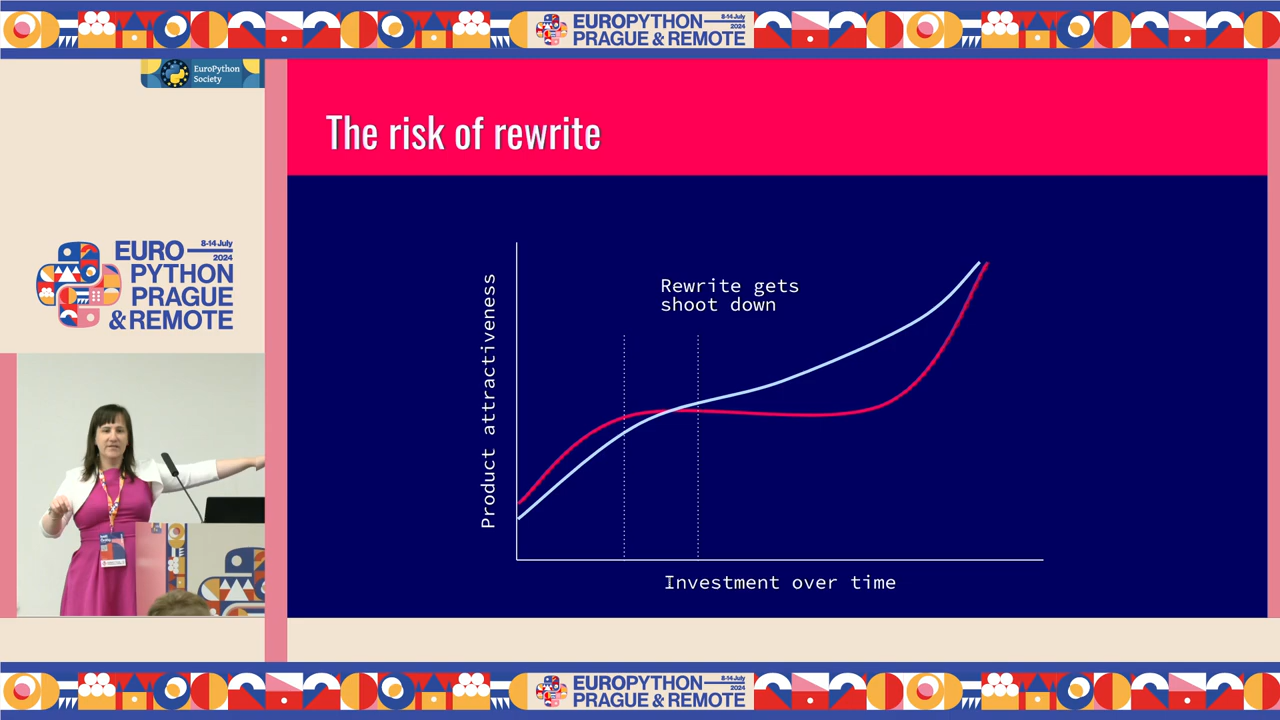 EUROPYTHON
8-14 July
2024
PRAGUE & REMOTE
EuroPython
Society
The risk of rewrite
EURO
8-14 July
2024
PYTHON
PRAGUE
& REMOTE
Rewrite gets
shoot down
Product attractiveness
Investment over time
EUROPYTHON
8-14 July
2024
PRAGUE & REMOTE